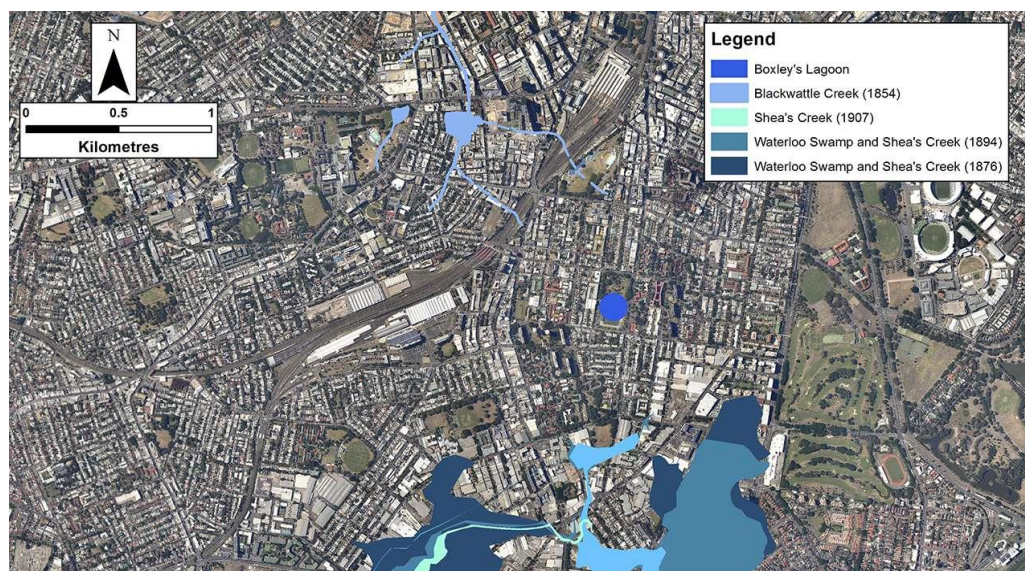 N
0 0.5 1
Kilometres
Legend
Boxley's Lagoon
Blackwattle Creek (1854)
Shea's Creek (1907)
Waterloo Swamp and Shea's Creek (1894)
Waterloo Swamp and Shea's Creek (1876)